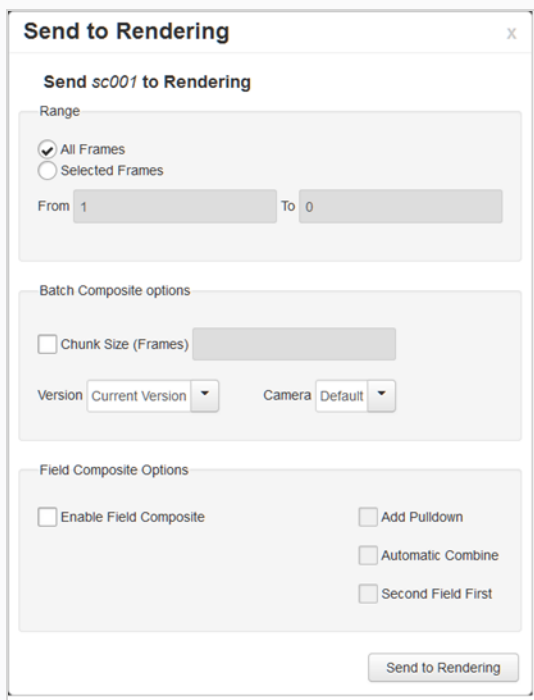 Send to Rendering x
Send sc001 to Rendering
Range
All Frames
Selected Frames
From 1 To 0
Batch Composite options
Chunk Size (Frames)
Version Current Version Camera Default
Field Composite Options
Enable Field Composite Add Pulldown
Automatic Combine
Second Field First
Send to Rendering